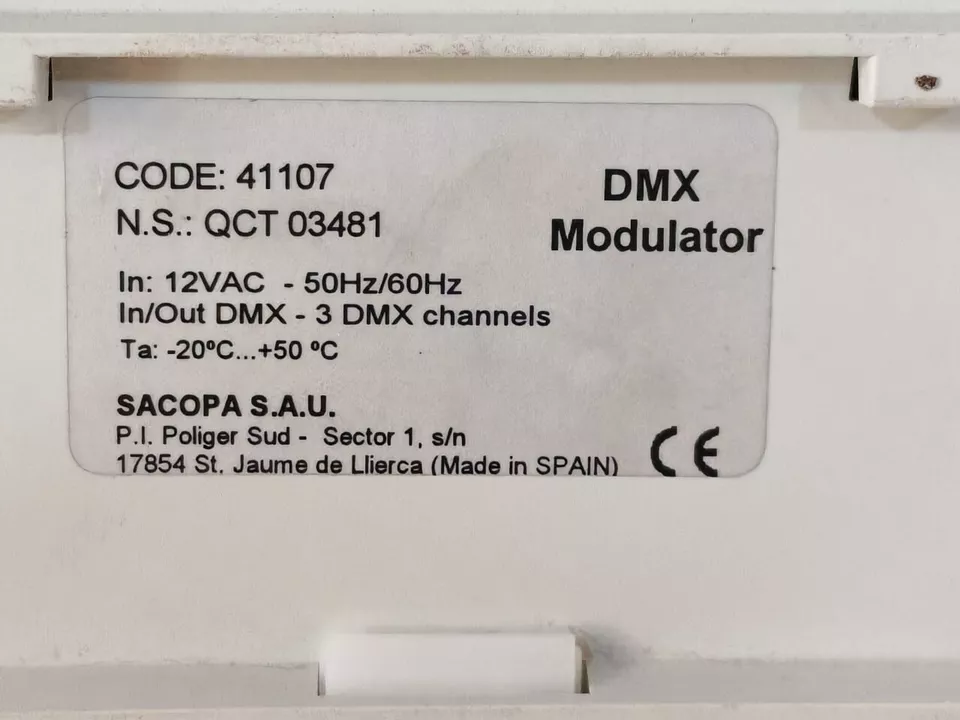 CODE: 41107
N.S.: QCT 03481
DMX
Modulator
In: 12VAC - 50Hz/60Hz
In/Out DMX - 3 DMX channels
Ta: -20ºC...+50 ºC
SACOPA S.A.U.
P.I. Poliger Sud - Sector 1, s/n
17854 St. Jaume de Llierca (Made in SPAIN)
CE